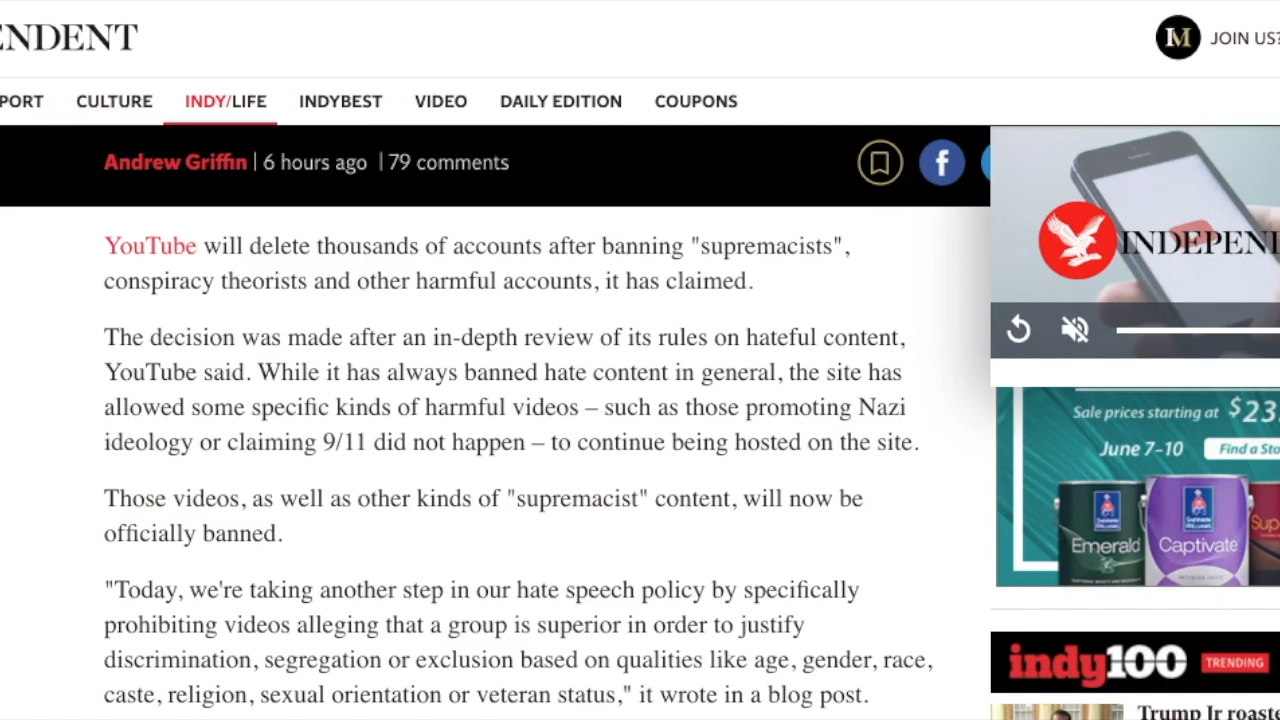 ENDENT
JOIN US?
PORT CULTURE INDY/LIFE INDYBEST VIDEO DAILY EDITION COUPONS
Andrew Griffin | 6 hours ago | 79 comments
YouTube will delete thousands of accounts after banning "supremacists",
conspiracy theorists and other harmful accounts, it has claimed.
The decision was made after an in-depth review of its rules on hateful content,
YouTube said. While it has always banned hate content in general, the site has
allowed some specific kinds of harmful videos – such as those promoting Nazi
ideology or claiming 9/11 did not happen – to continue being hosted on the site.
Those videos, as well as other kinds of "supremacist" content, will now be
officially banned.
"Today, we're taking another step in our hate speech policy by specifically
prohibiting videos alleging that a group is superior in order to justify
discrimination, segregation or exclusion based on qualities like age, gender, race,
caste, religion, sexual orientation or veteran status," it wrote in a blog post.
INDEPENT
Sale prices starting at $23.
June 7-10 Find a Sto
Emerald Captivate Supe
indy100 TRENDING
Trump Jr roaste